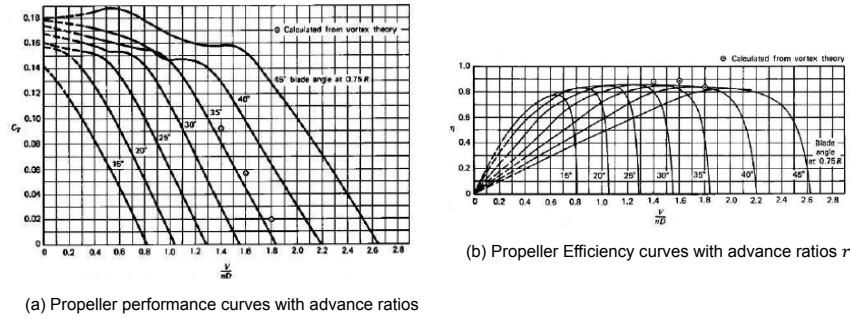 0.18
0.16
0.14
0.12
0.10
C_T
0.08
0.06
0.04
0.02
0
Calculated from vortex theory
45° blade angle at 0.75R
40°
35°
30°
25°
20°
15°
0 0.2 0.4 0.6 0.8 1.0 1.2 1.4 1.6 1.8 2.0 2.2 2.4 2.6 2.8
V
nD
(a) Propeller performance curves with advance ratios
Calculated from vortex theory
1.0
0.8
η
0.6
0.4
0.2
0
Blade
angle
at 0.75R
15° 20° 25° 30° 35° 40° 45°
0 0.2 0.4 0.6 0.8 1.0 1.2 1.4 1.6 1.8 2.0 2.2 2.4 2.6 2.8
V
nD
(b) Propeller Efficiency curves with advance ratios